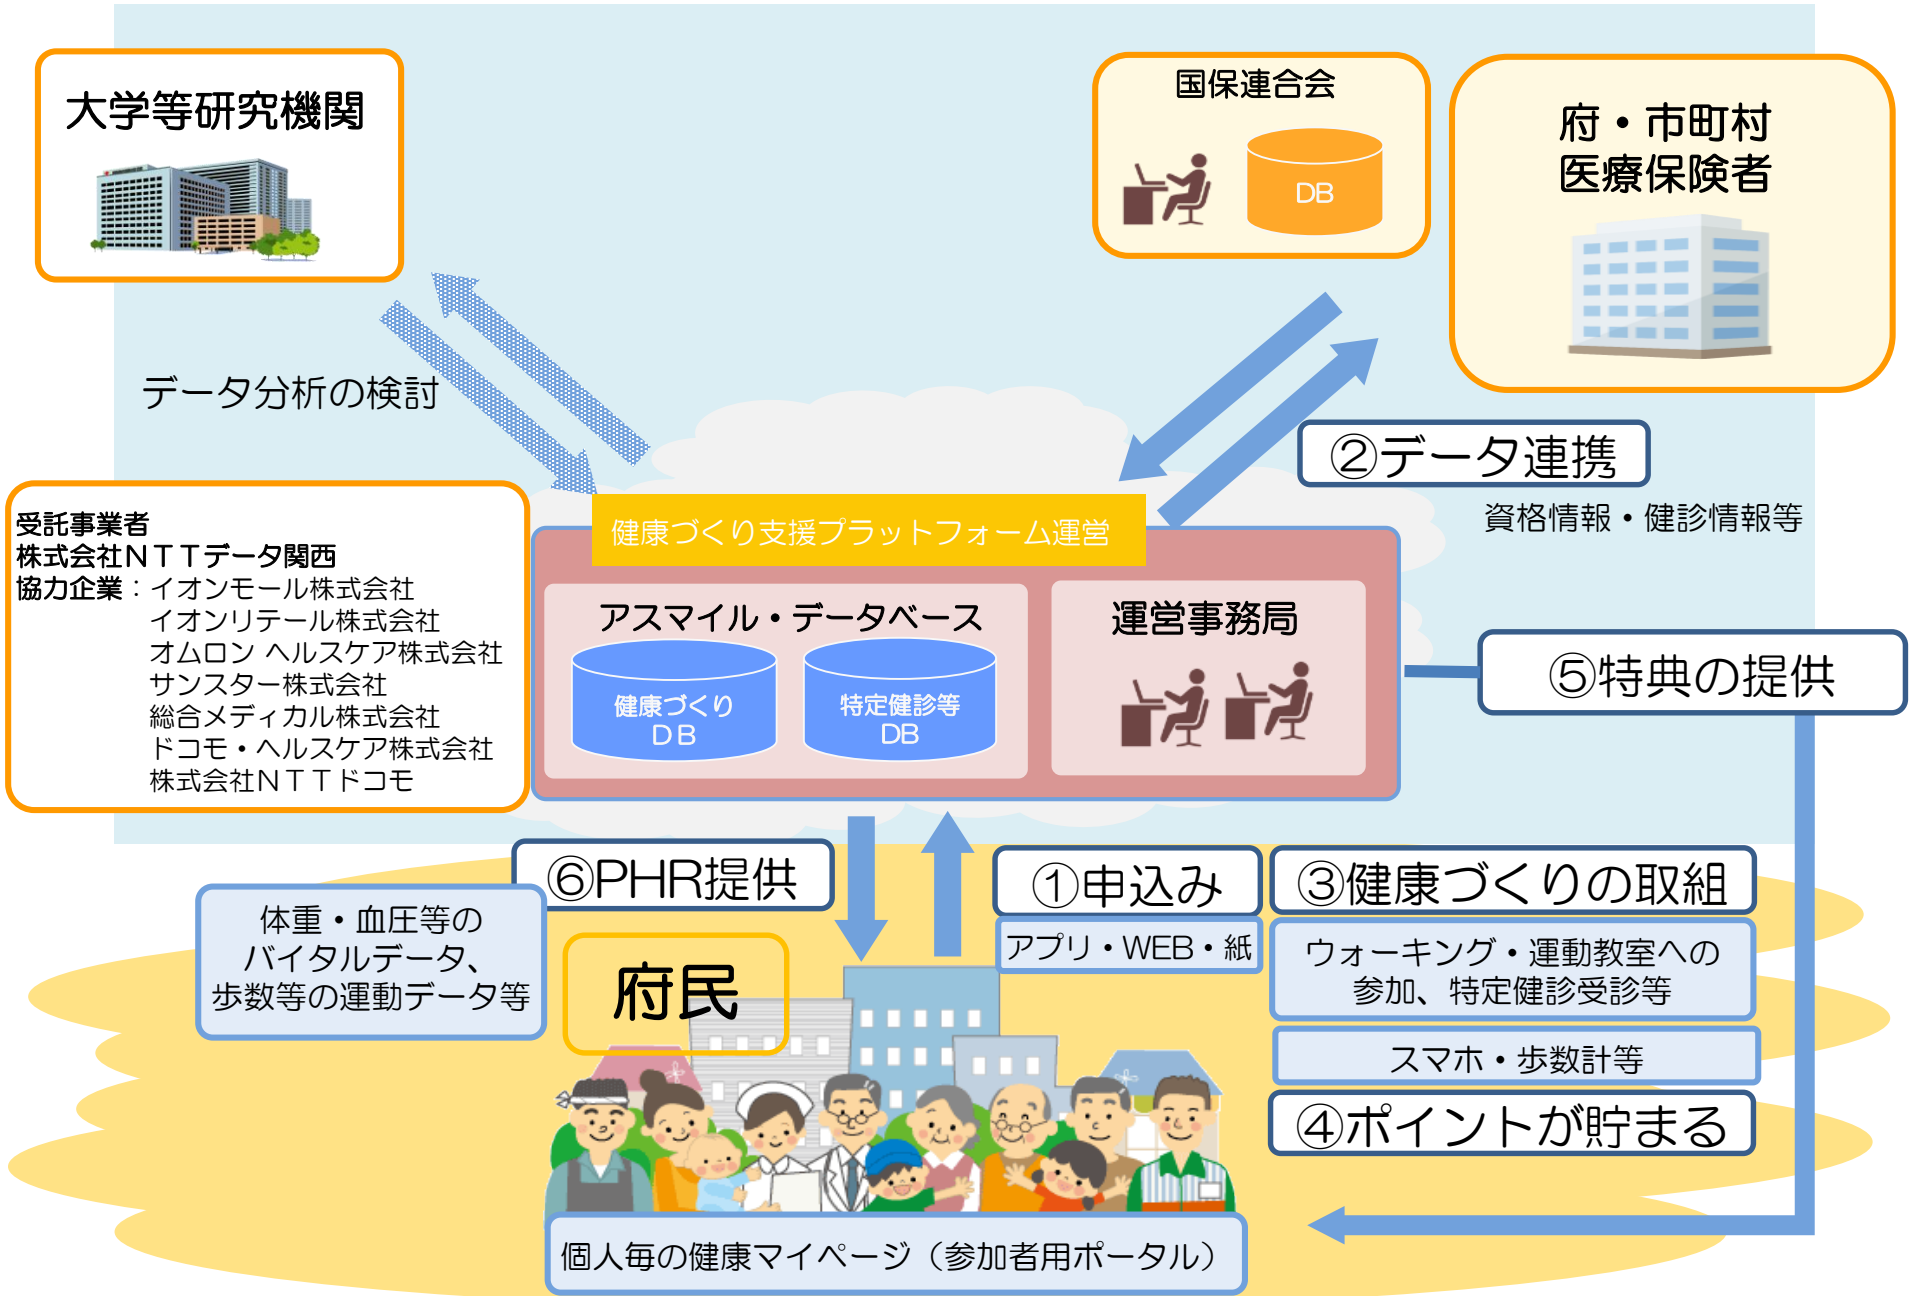 大学等研究機関
国保連合会
DB
府・市町村
医療保険者
データ分析の検討
②データ連携
資格情報・健診情報等
受託事業者
株式会社NTTデータ関西
協力企業：イオンモール株式会社
イオンリテール株式会社
オムロン ヘルスケア株式会社
サンスター株式会社
総合メディカル株式会社
ドコモ・ヘルスケア株式会社
株式会社NTTドコモ
健康づくり支援プラットフォーム運営
アスマイル・データベース
健康づくり
DB
特定健診等
DB
運営事務局
⑤特典の提供
⑥PHR提供
体重・血圧等の
バイタルデータ、
歩数等の運動データ等
府民
①申込み
アプリ・WEB・紙
③健康づくりの取組
ウォーキング・運動教室への
参加、特定健診受診等
スマホ・歩数計等
④ポイントが貯まる
個人毎の健康マイページ（参加者用ポータル）